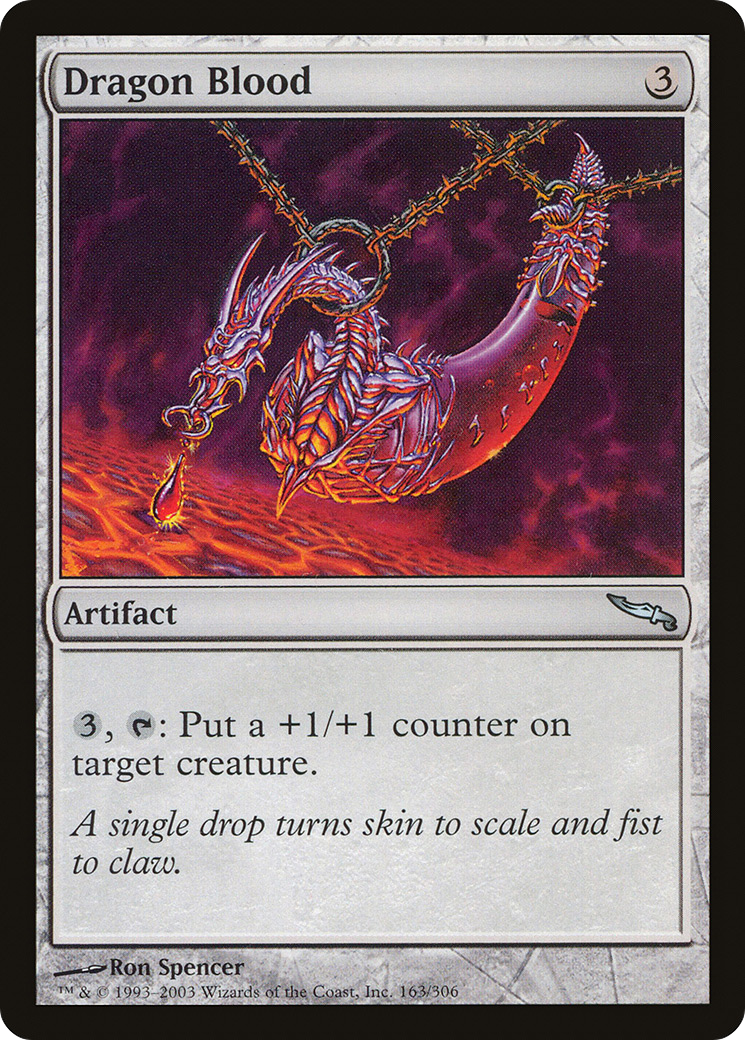 Dragon Blood 3
Artifact
3, : Put a +1/+1 counter on
target creature.
A single drop turns skin to scale and fist
to claw.
Ron Spencer
™ & © 1993–2003 Wizards of the Coast, Inc. 163/306